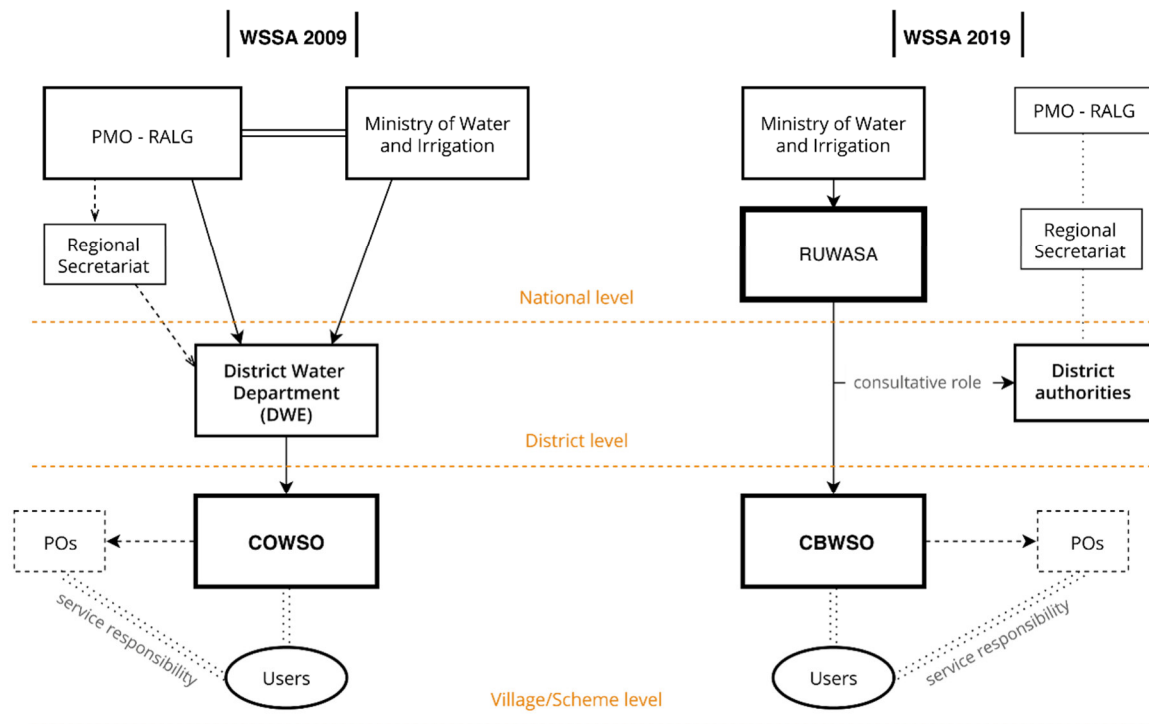 WSSA 2009
PMO - RALG
Ministry of Water
and Irrigation
Regional
Secretariat
District Water
Department
(DWE)
COWSO
POs
service responsibility
Users
WSSA 2019
Ministry of Water
and Irrigation
PMO - RALG
RUWASA
Regional
Secretariat
National level
consultative role
District
authorities
District level
CBWSO
POs
service responsibility
Users
Village/Scheme level